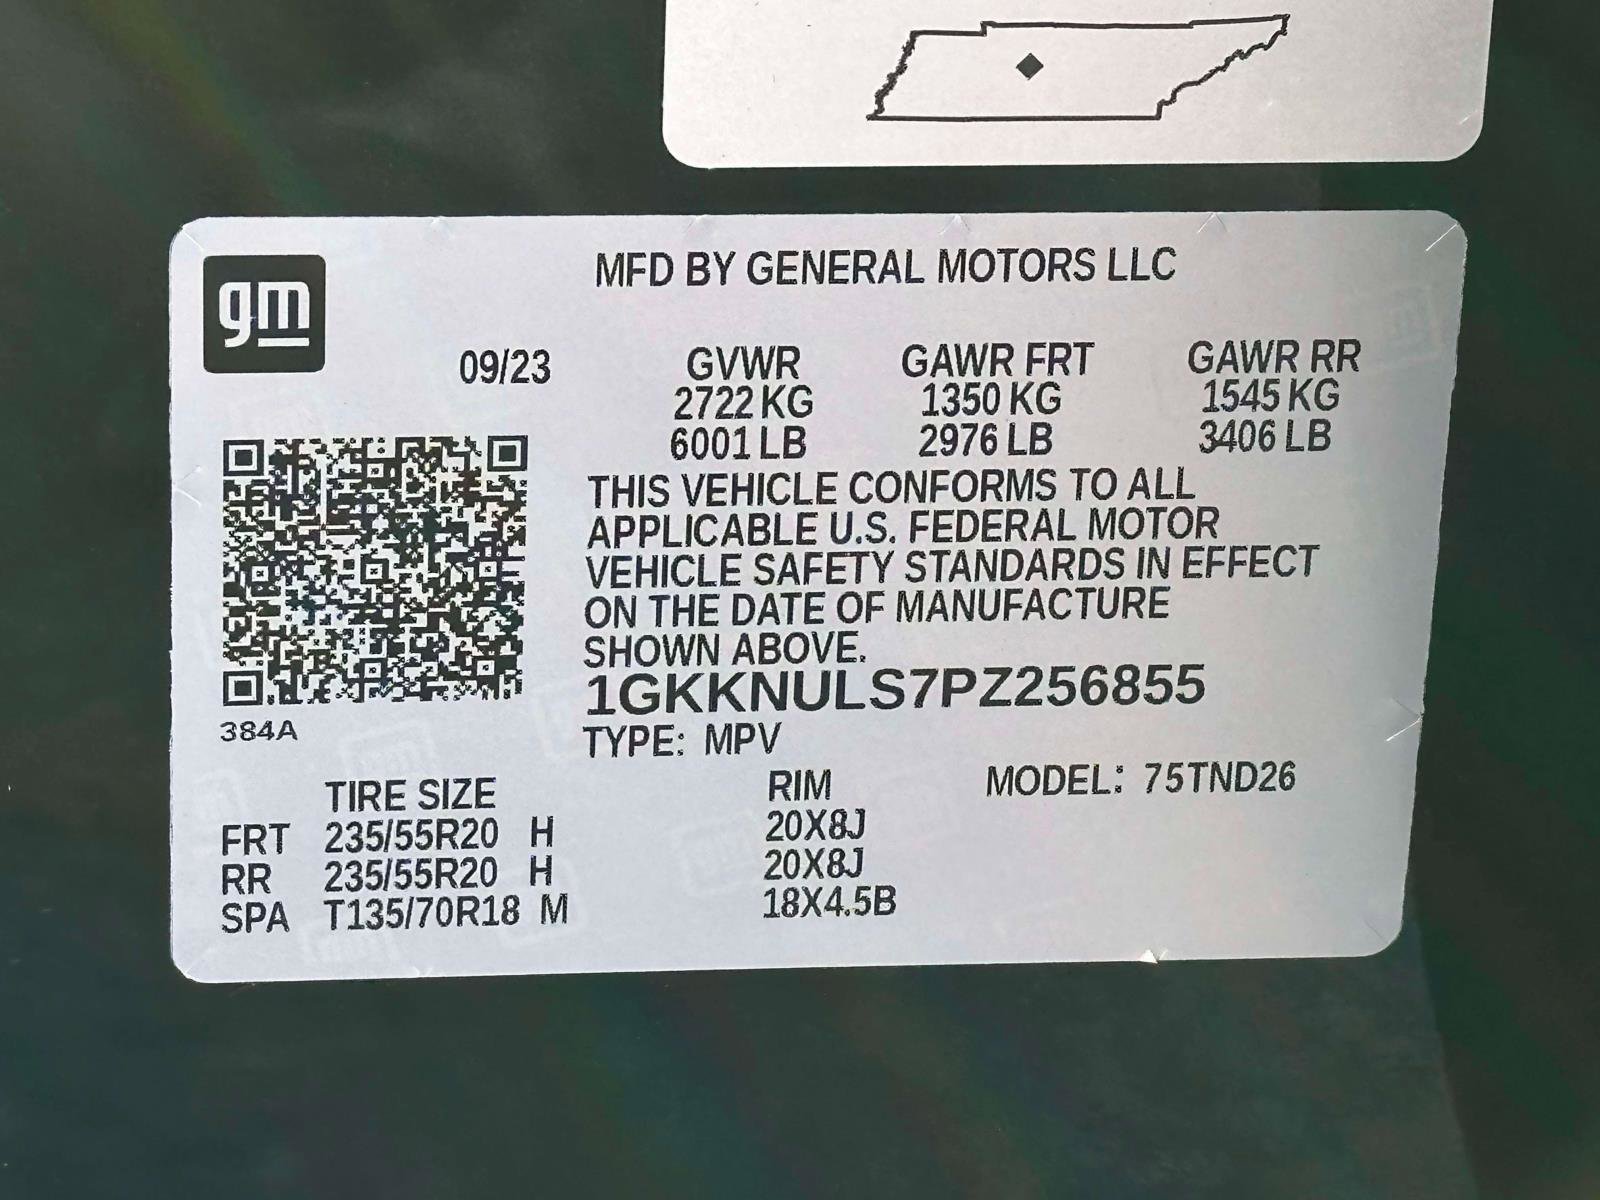 gm
MFD BY GENERAL MOTORS LLC
09/23 GVWR GAWR FRT GAWR RR
2722 KG 1350 KG 1545 KG
6001 LB 2976 LB 3406 LB
THIS VEHICLE CONFORMS TO ALL
APPLICABLE U.S. FEDERAL MOTOR
VEHICLE SAFETY STANDARDS IN EFFECT
ON THE DATE OF MANUFACTURE
SHOWN ABOVE.
1GKKNULS7PZ256855
384A
TYPE: MPV
TIRE SIZE RIM MODEL: 75TND26
FRT 235/55R20 H 20X8J
RR 235/55R20 H 20X8J
SPA T135/70R18 M 18X4.5B